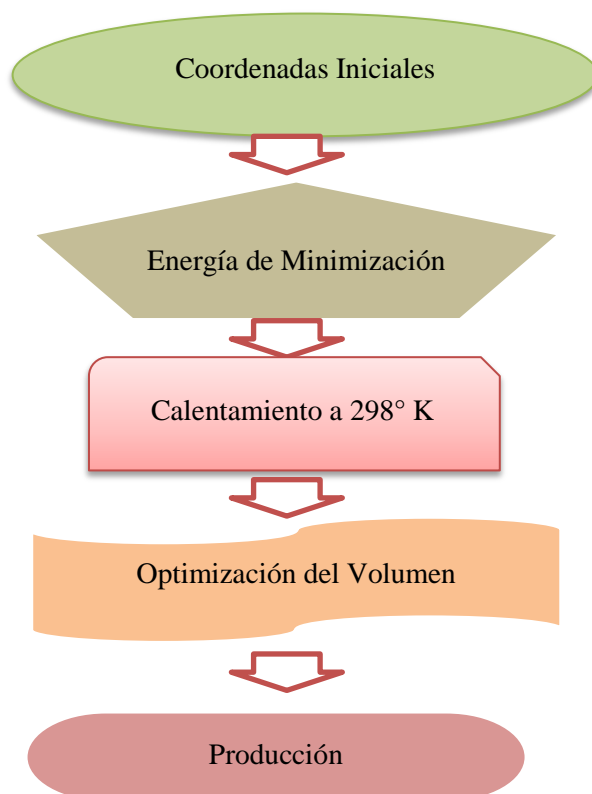 Coordenadas Iniciales
Energía de Minimización
Calentamiento a 298° K
Optimización del Volumen
Producción